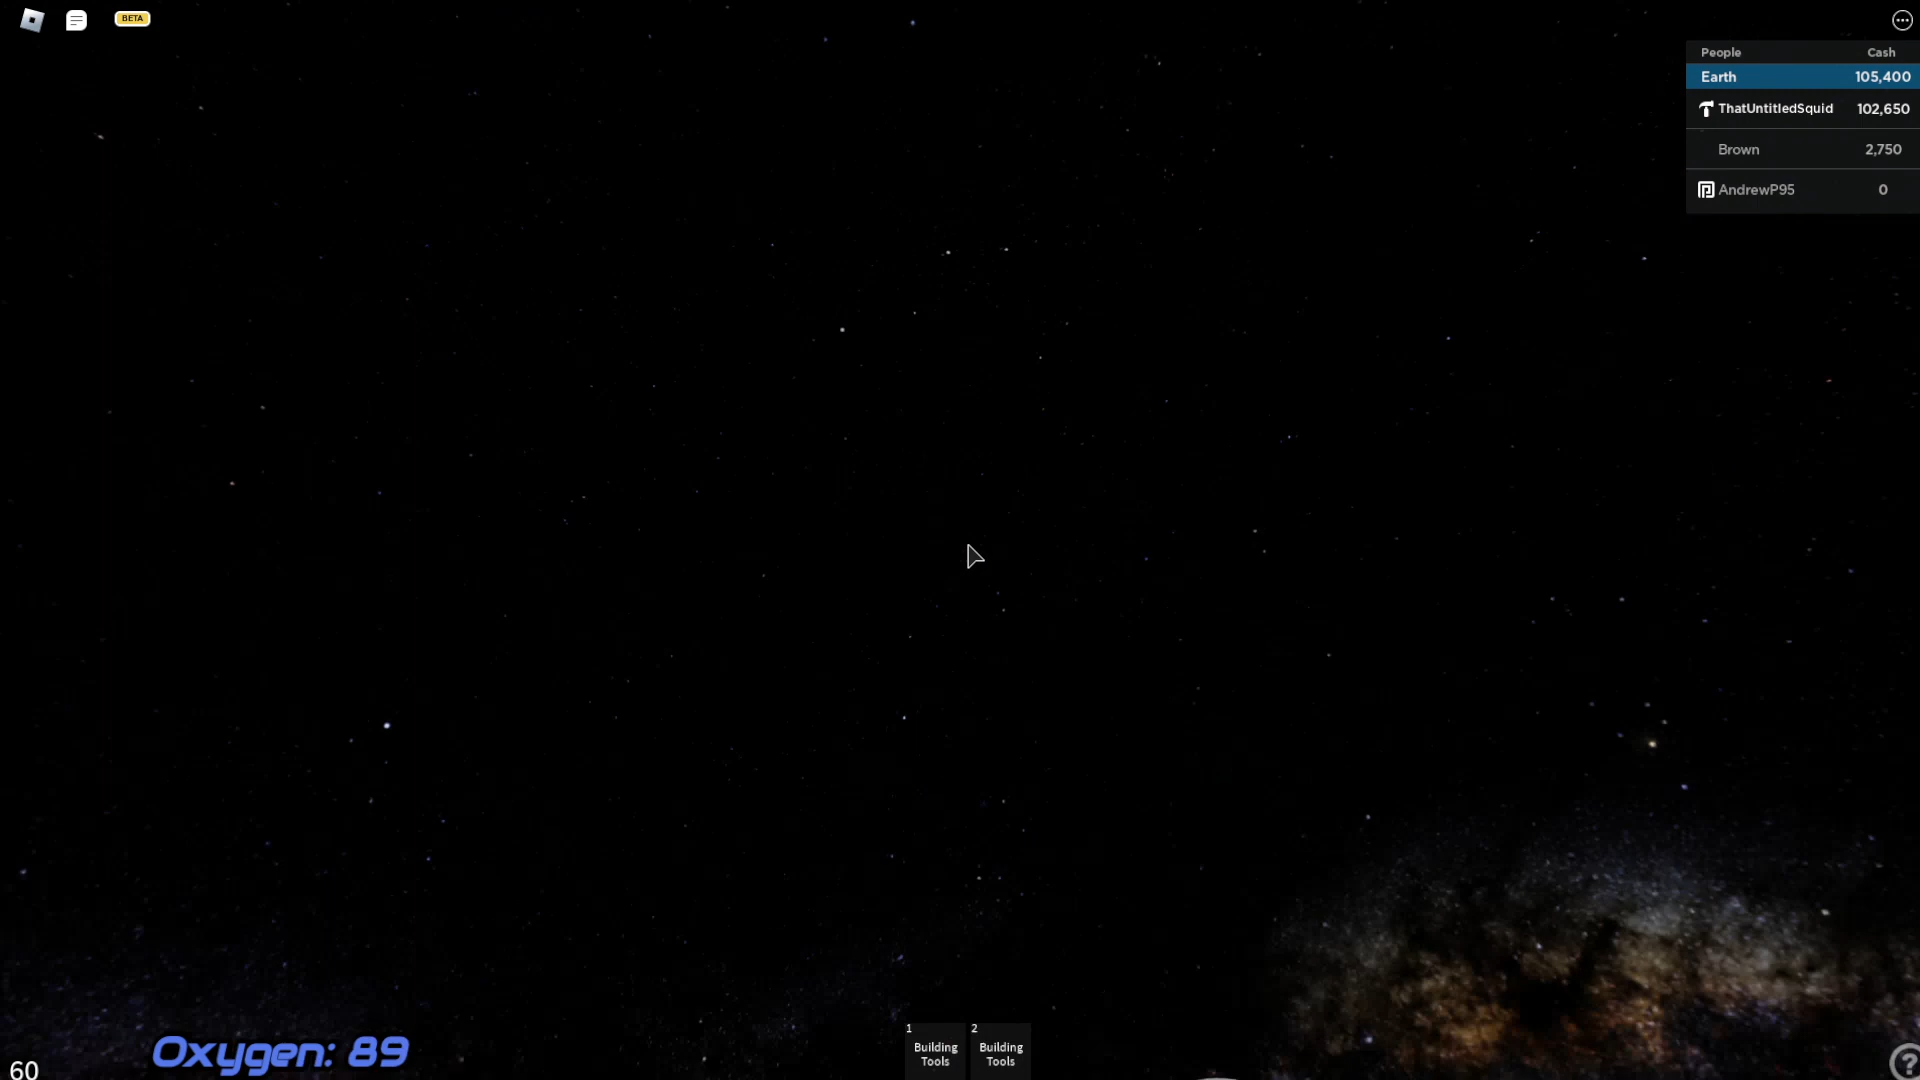 BETA
People Cash
Earth 105,400
ThatUntitledSquid 102,650
Brown 2,750
AndrewP95 0
1 2
Building Building
Tools Tools
Oxygen: 89
60
?